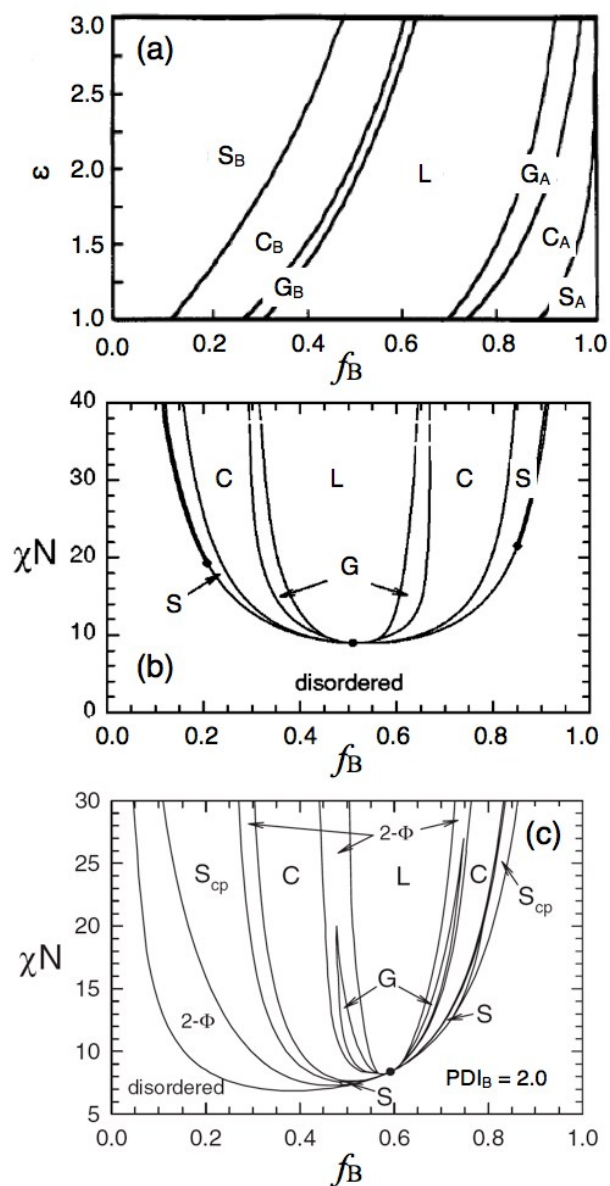 (a)
3.0
2.5
2.0
1.5
1.0
ε
S_B
C_B
G_B
L
G_A
C_A
S_A
0.0 0.2 0.4 0.6 0.8 1.0
f_B
(b)
40
30
20
10
0
χN
C L C S
G
S
disordered
0.0 0.2 0.4 0.6 0.8 1.0
f_B
(c)
30
25
20
15
10
5
χN
2-Φ
S_cp C L C
S_cp
G
S
2-Φ
disordered
S
PDI_B = 2.0
0.0 0.2 0.4 0.6 0.8 1.0
f_B